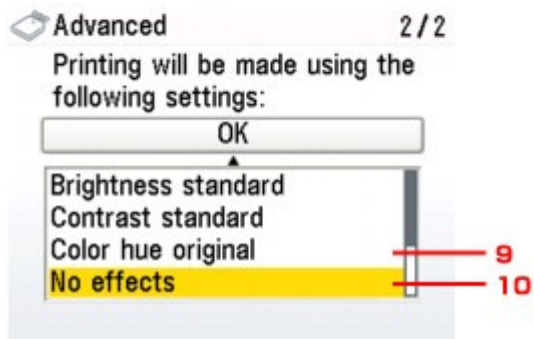 Advanced 2/2
Printing will be made using the
following settings:
OK
Brightness standard
Contrast standard
Color hue original
9
No effects
10